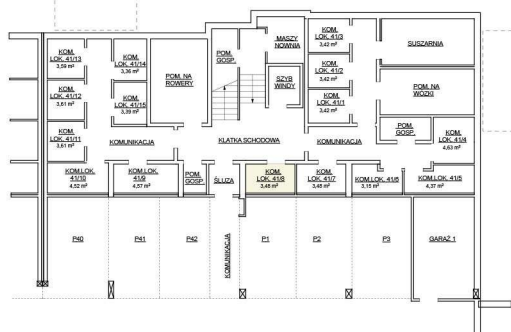 KOM.
LOK. 41/13
3,59 m²
KOM.
LOK. 41/14
3,36 m²
KOM.
LOK. 41/12
3,61 m²
KOM.
LOK. 41/15
3,39 m²
KOM.
LOK. 41/11
3,61 m²
POM. NA
ROWERY
POM.
GOSP.
MASZY
NOWNIA
SZYB
WINDY
KOM.
LOK. 41/3
3,42 m²
KOM.
LOK. 41/2
3,42 m²
KOM.
LOK. 41/1
3,42 m²
SUSZARNIA
POM. NA
WÓZKI
POM.
GOSP.
KOM.
LOK. 41/4
4,63 m²
KOMUNIKACJA
KLATKA SCHODOWA
KOMUNIKACJA
KOM.LOK.
41/10
4,52 m²
KOM.LOK.
41/9
4,57 m²
POM.
GOSP.
ŚLUZA
KOM.
LOK. 41/8
3,48 m²
KOM.
LOK. 41/7
3,48 m²
KOM.LOK. 41/6
3,15 m²
KOM.LOK. 41/5
4,37 m²
P40
P41
P42
KOMUNIKACJA
P1
P2
P3
GARAŻ 1